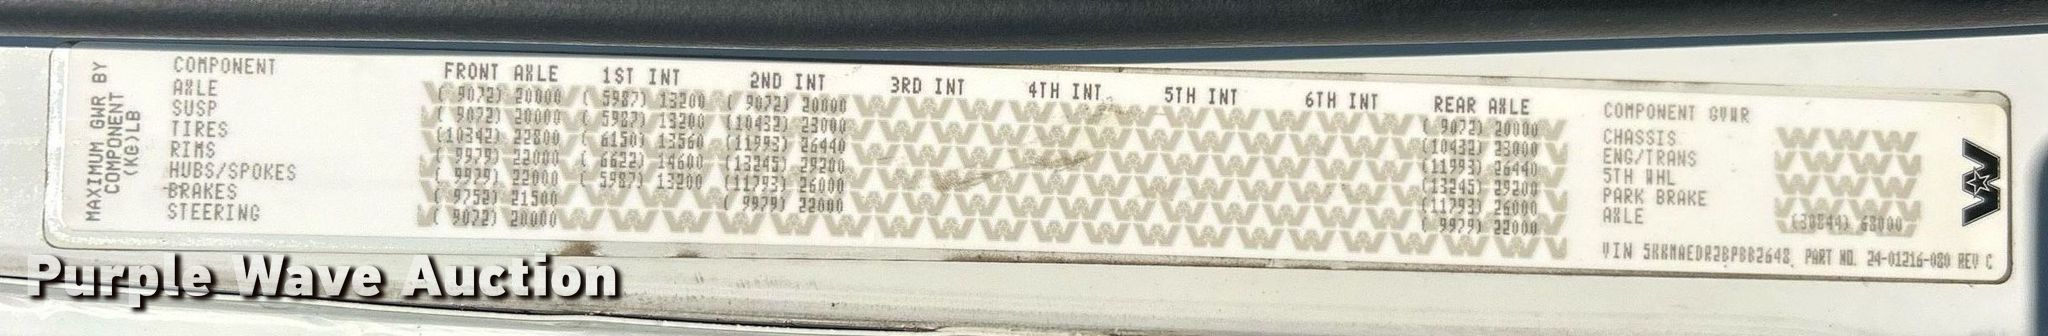 MAXIMUM GWR BY
COMPONENT
(KG)LB
COMPONENT FRONT AXLE 1ST INT 2ND INT 3RD INT 4TH INT 5TH INT 6TH INT REAR AXLE
AXLE ( 9072) 20000 ( 5987) 13200 ( 9072) 20000 ( 9072) 20000
SUSP ( 9072) 20000 ( 5987) 13200 (10432) 23000 (10432) 23000
TIRES (10342) 22800 ( 6150) 13560 (11993) 26440 (11993) 26440
RIMS ( 9979) 22000 ( 6622) 14600 (13245) 29200 (13245) 29200
HUBS/SPOKES ( 9979) 22000 ( 5987) 13200 (11793) 26000 (11793) 26000
BRAKES ( 9752) 21500 ( 9979) 22000 ( 9979) 22000
STEERING ( 9072) 20000
COMPONENT GVWR
CHASSIS
ENG/TRANS
5TH WHL
PARK BRAKE
AXLE (30844) 68000
VIN 5KKMAEDR2BPBB2648 PART NO. 24-01216-080 REV C
Purple Wave Auction